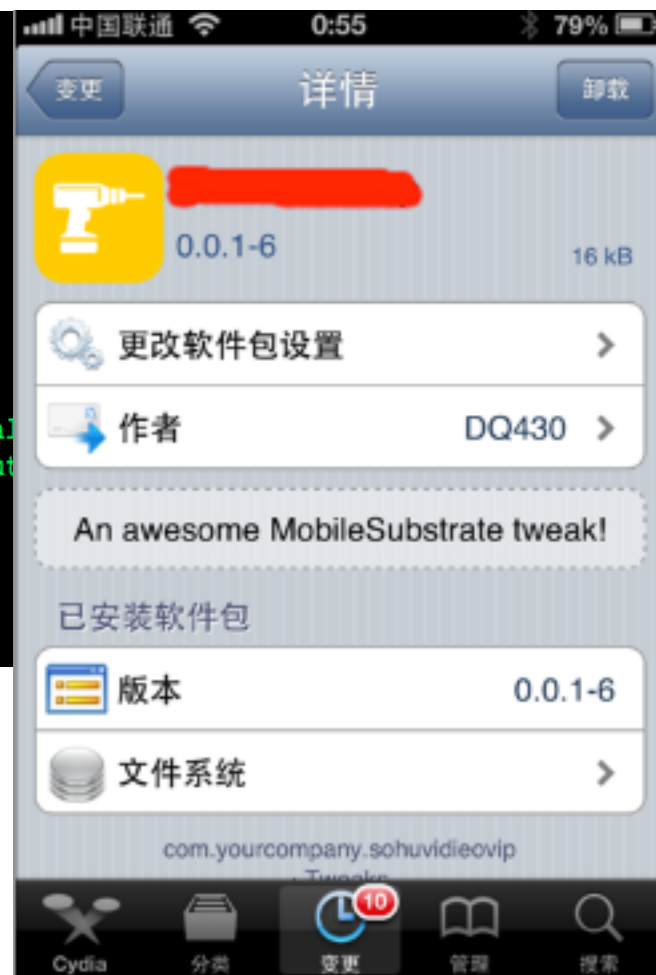 中国联通 0:55 79%
变更 详情 卸载
0.0.1-6 16 kB
更改软件包设置
作者 DQ430
An awesome MobileSubstrate tweak!
已安装软件包
版本 0.0.1-6
文件系统
com.yourcompany.sohuvidieovip
Tweaks
10
Cydia 分类 变更 管理 搜索